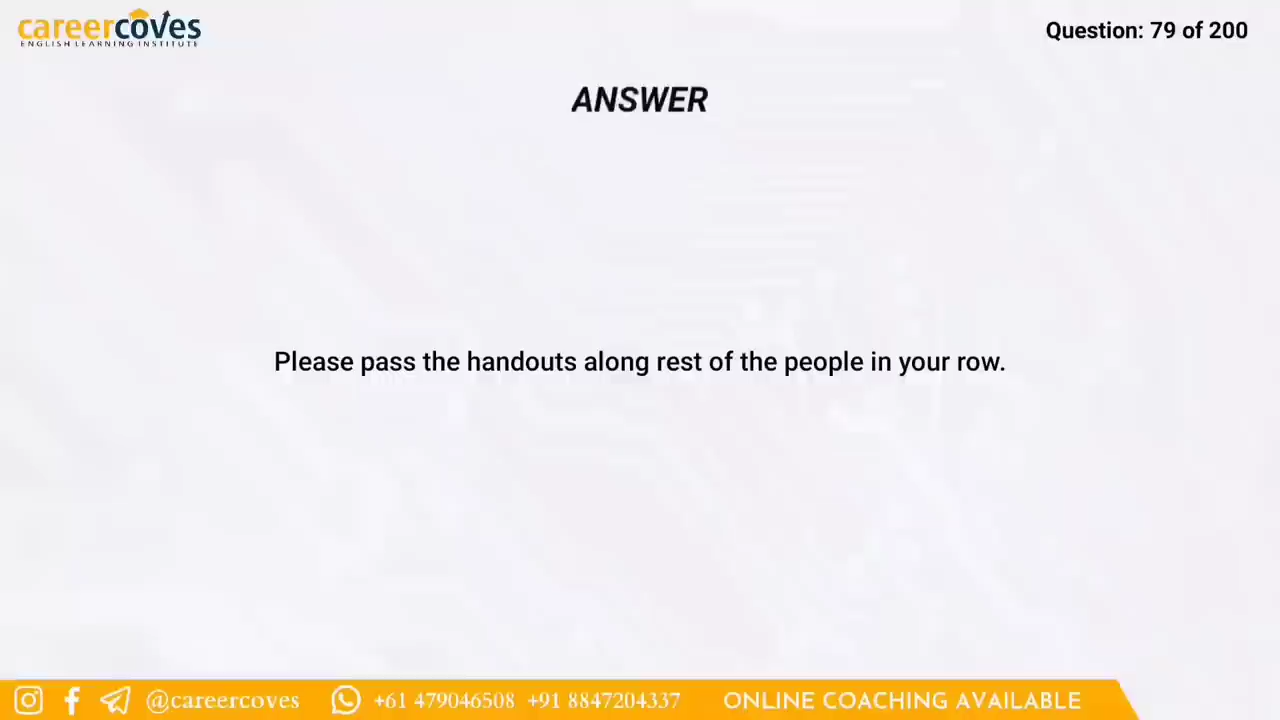 careercoves
ENGLISH LEARNING INSTITUTE
Question: 79 of 200
ANSWER
Please pass the handouts along rest of the people in your row.
@careercoves +61 479046508 +91 8847204337 ONLINE COACHING AVAILABLE